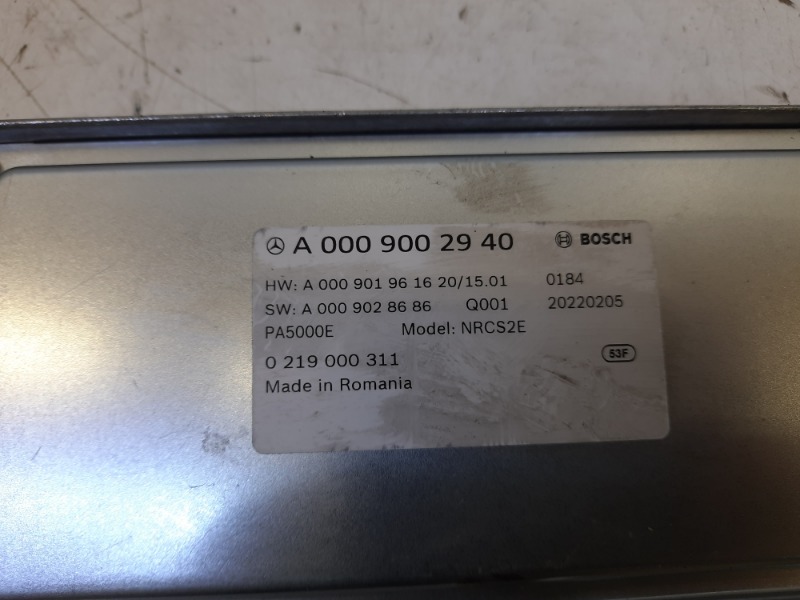 A 000 900 29 40 BOSCH
HW: A 000 901 96 16 20/15.01 0184
SW: A 000 902 86 86 Q001 20220205
PA5000E Model: NRCS2E
0 219 000 311 53F
Made in Romania